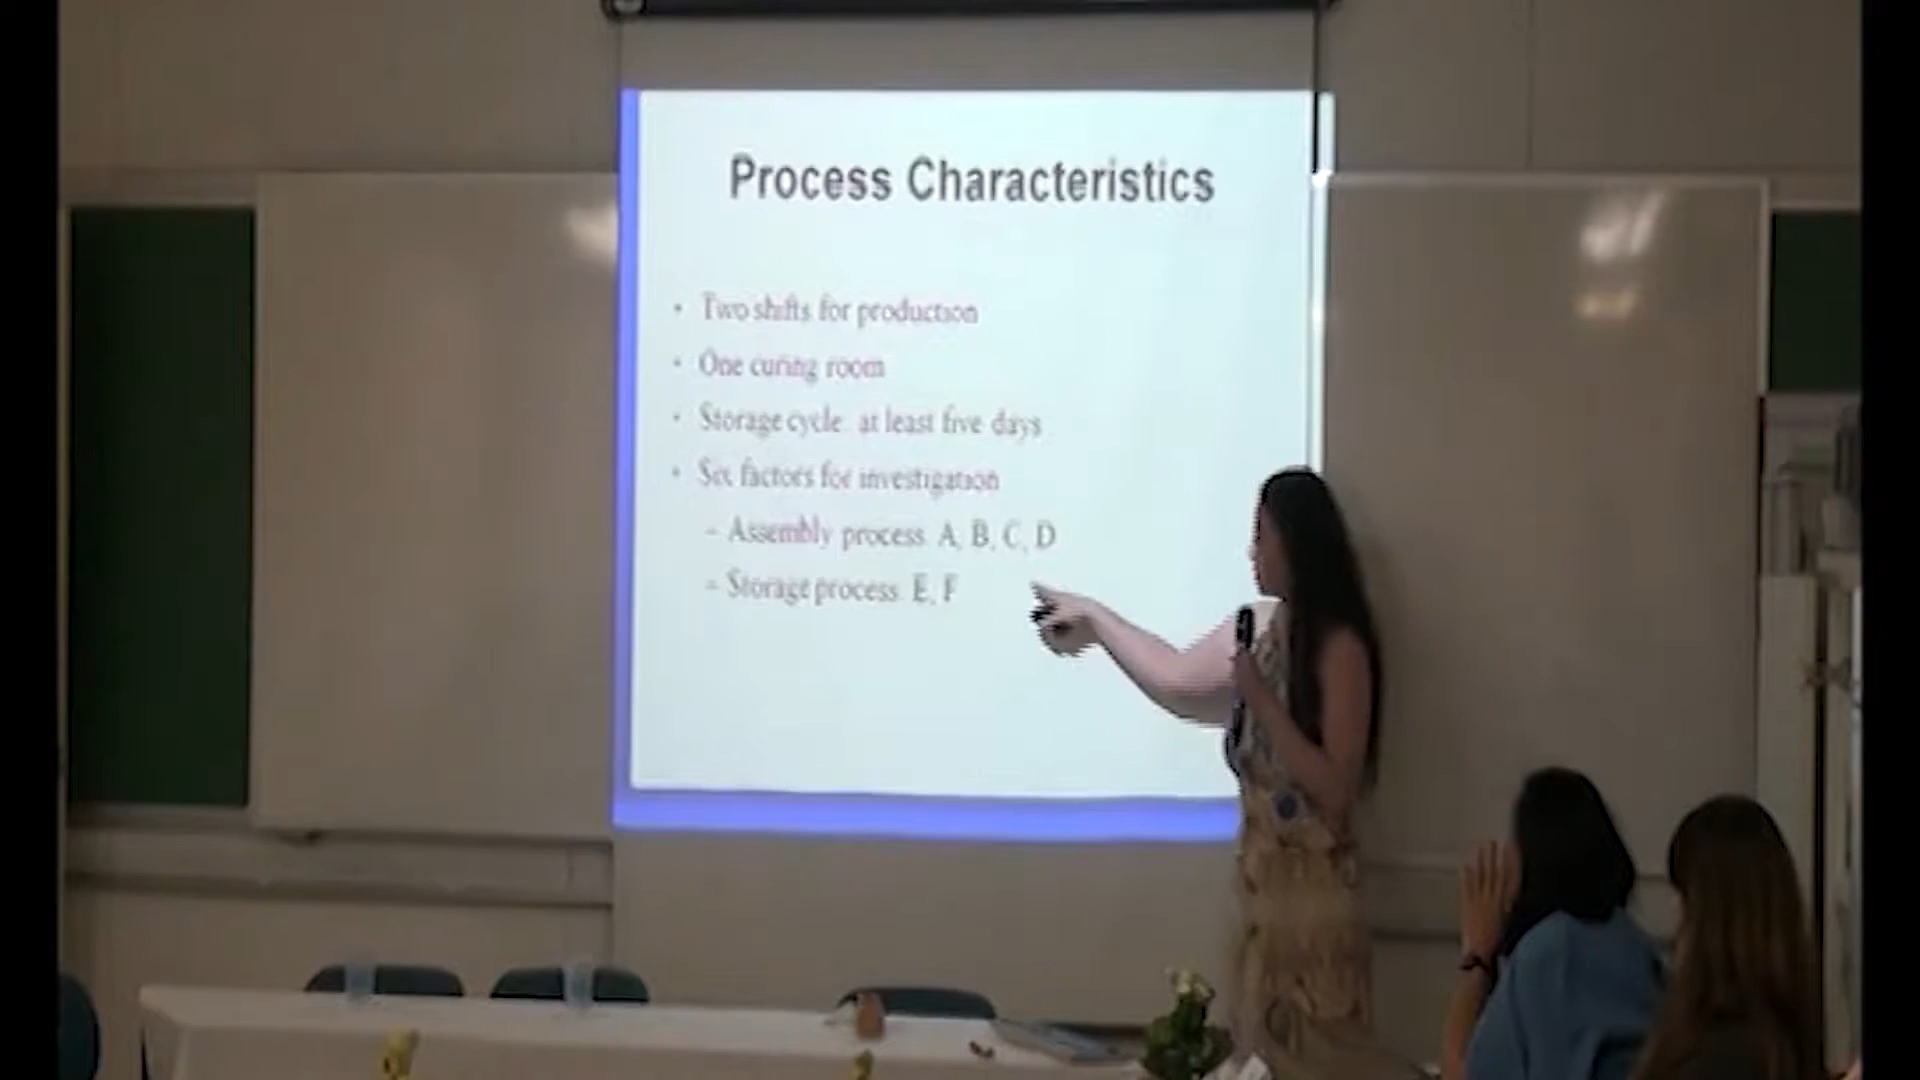 Process Characteristics
• Two shifts for production
• One curing room
• Storage cycle: at least five days
• Six factors for investigation
– Assembly process: A, B, C, D
– Storage process: E, F